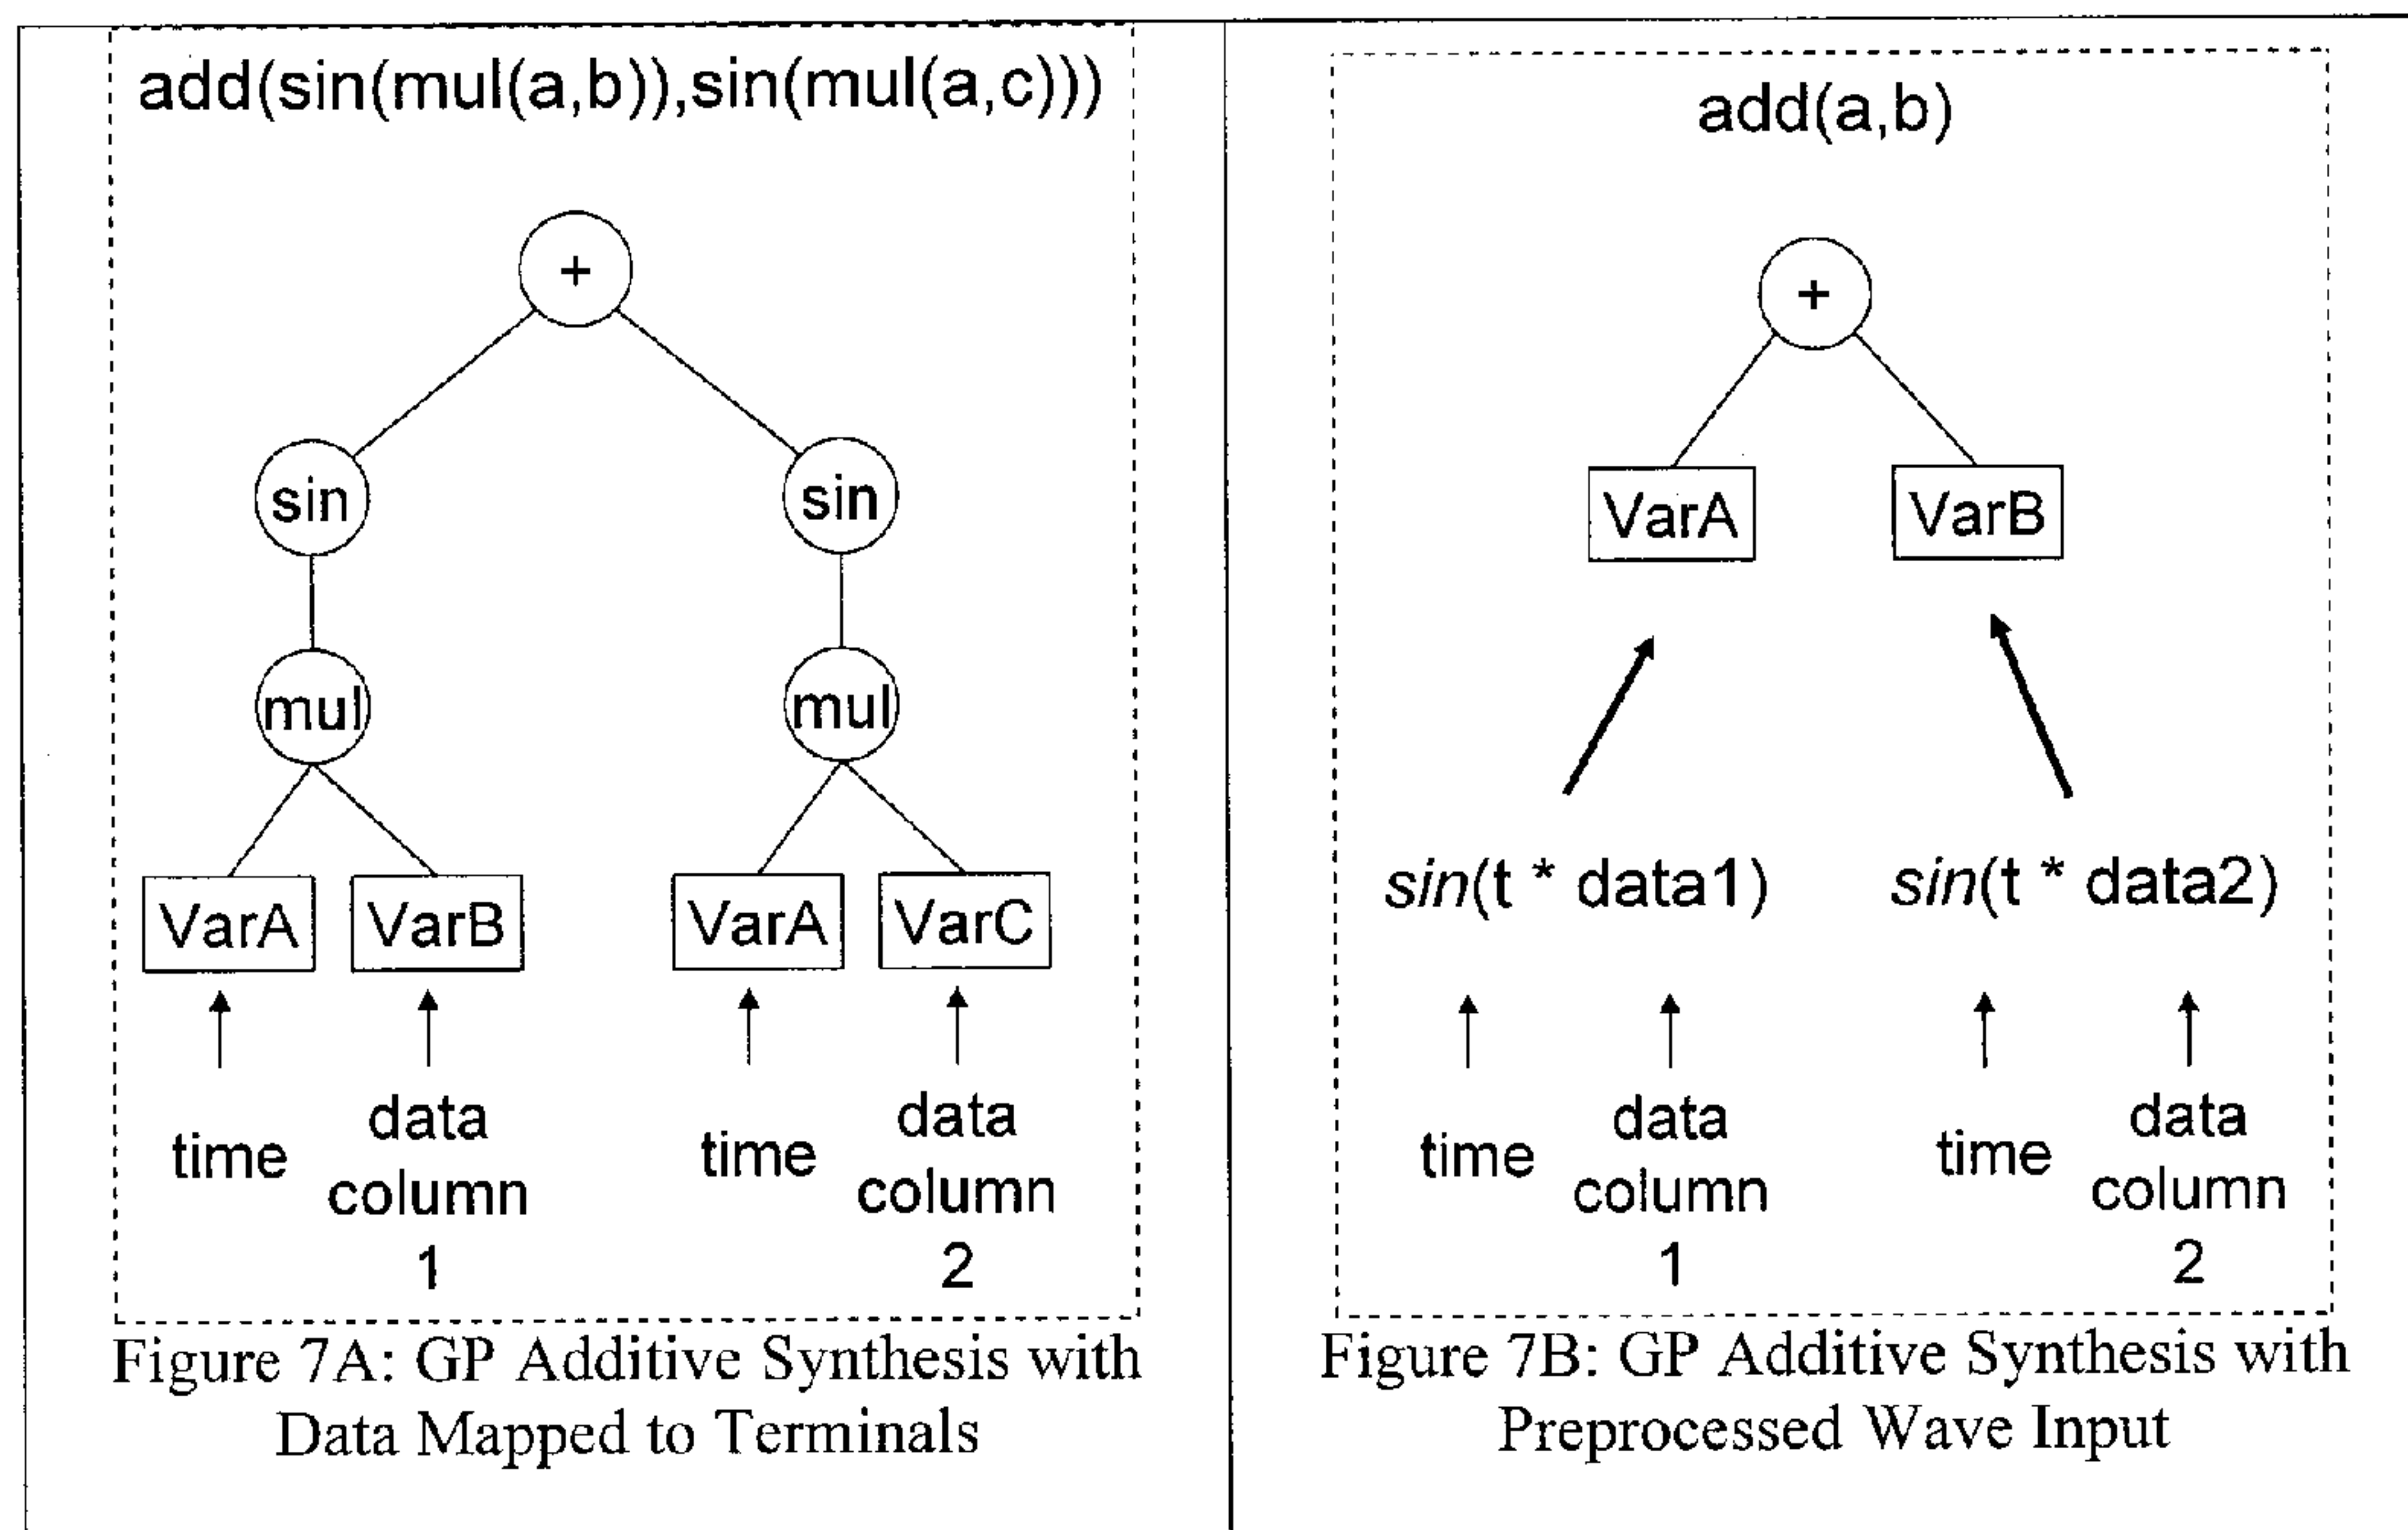 add(sin(mul(a,b)),sin(mul(a,c)))
+
sin sin
mul mul
VarA VarB VarA VarC
time data column 1 time data column 2
Figure 7A: GP Additive Synthesis with
Data Mapped to Terminals
add(a,b)
+
VarA VarB
sin(t * data1) sin(t * data2)
time data column 1 time data column 2
Figure 7B: GP Additive Synthesis with
Preprocessed Wave Input